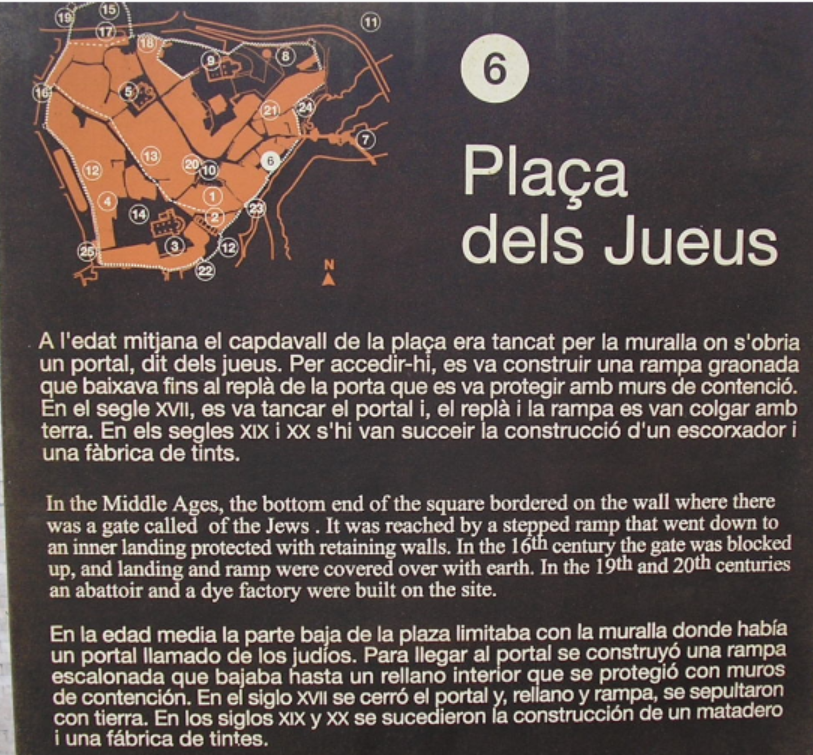 15
11
19
17
18
9
8
16
5
21
24
7
13
20
10
6
12
4
1
14
2
23
3
12
25
22
N
6
Plaça
dels Jueus
A l'edat mitjana el capdavall de la plaça era tancat per la muralla on s'obria
un portal, dit dels jueus. Per accedir-hi, es va construir una rampa graonada
que baixava fins al replà de la porta que es va protegir amb murs de contenció.
En el segle XVII, es va tancar el portal i, el replà i la rampa es van colgar amb
terra. En els segles XIX i XX s'hi van succeir la construcció d'un escorxador i
una fàbrica de tints.
In the Middle Ages, the bottom end of the square bordered on the wall where there
was a gate called of the Jews . It was reached by a stepped ramp that went down to
an inner landing protected with retaining walls. In the 16th century the gate was blocked
up, and landing and ramp were covered over with earth. In the 19th and 20th centuries
an abattoir and a dye factory were built on the site.
En la edad media la parte baja de la plaza limitaba con la muralla donde había
un portal llamado de los judíos. Para llegar al portal se construyó una rampa
escalonada que bajaba hasta un rellano interior que se protegió con muros
de contención. En el siglo XVII se cerró el portal y, rellano y rampa, se sepultaron
con tierra. En los siglos XIX y XX se sucedieron la construcción de un matadero
i una fábrica de tintes.